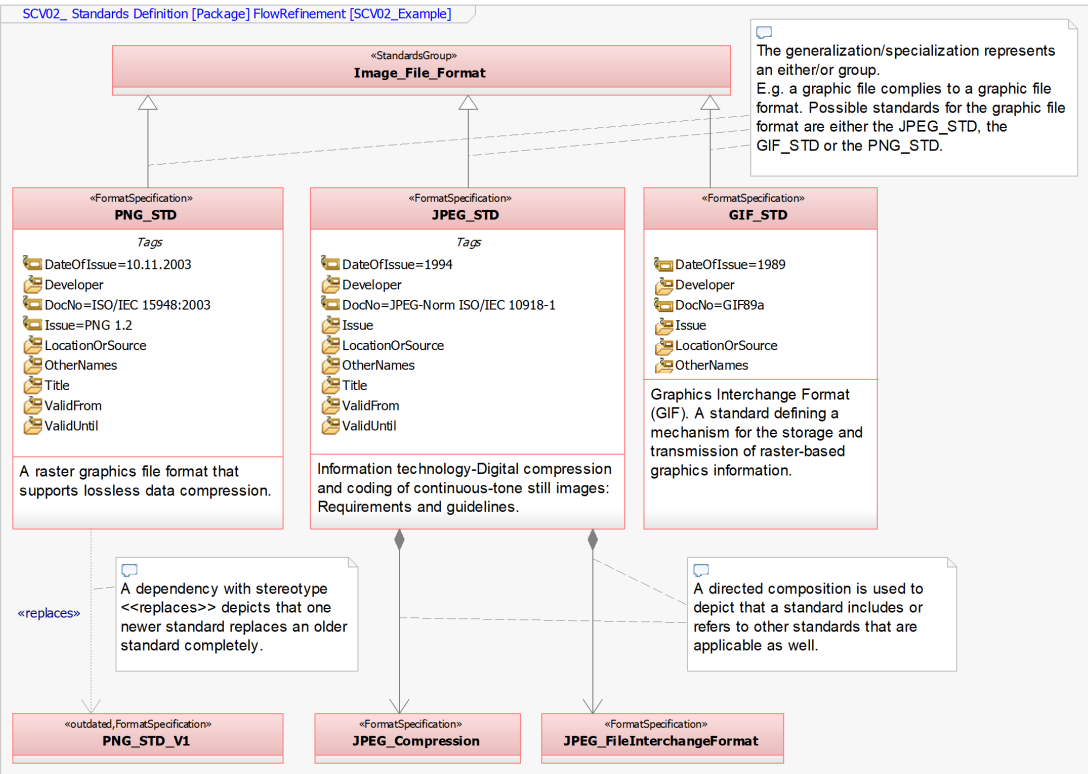 SCV02_ Standards Definition [Package] FlowRefinement [SCV02_Example]
«StandardsGroup»
Image_File_Format
The generalization/specialization represents
an either/or group.
E.g. a graphic file complies to a graphic file
format. Possible standards for the graphic file
format are either the JPEG_STD, the
GIF_STD or the PNG_STD.
«FormatSpecification»
PNG_STD
Tags
DateOfIssue=10.11.2003
Developer
DocNo=ISO/IEC 15948:2003
Issue=PNG 1.2
LocationOrSource
OtherNames
Title
ValidFrom
ValidUntil
A raster graphics file format that
supports lossless data compression.
«FormatSpecification»
JPEG_STD
Tags
DateOfIssue=1994
Developer
DocNo=JPEG-Norm ISO/IEC 10918-1
Issue
LocationOrSource
OtherNames
Title
ValidFrom
ValidUntil
Information technology-Digital compression
and coding of continuous-tone still images:
Requirements and guidelines.
«FormatSpecification»
GIF_STD
DateOfIssue=1989
Developer
DocNo=GIF89a
Issue
LocationOrSource
OtherNames
Graphics Interchange Format
(GIF). A standard defining a
mechanism for the storage and
transmission of raster-based
graphics information.
«replaces»
A dependency with stereotype
<<replaces>> depicts that one
newer standard replaces an older
standard completely.
A directed composition is used to
depict that a standard includes or
refers to other standards that are
applicable as well.
«outdated,FormatSpecification»
PNG_STD_V1
«FormatSpecification»
JPEG_Compression
«FormatSpecification»
JPEG_FileInterchangeFormat